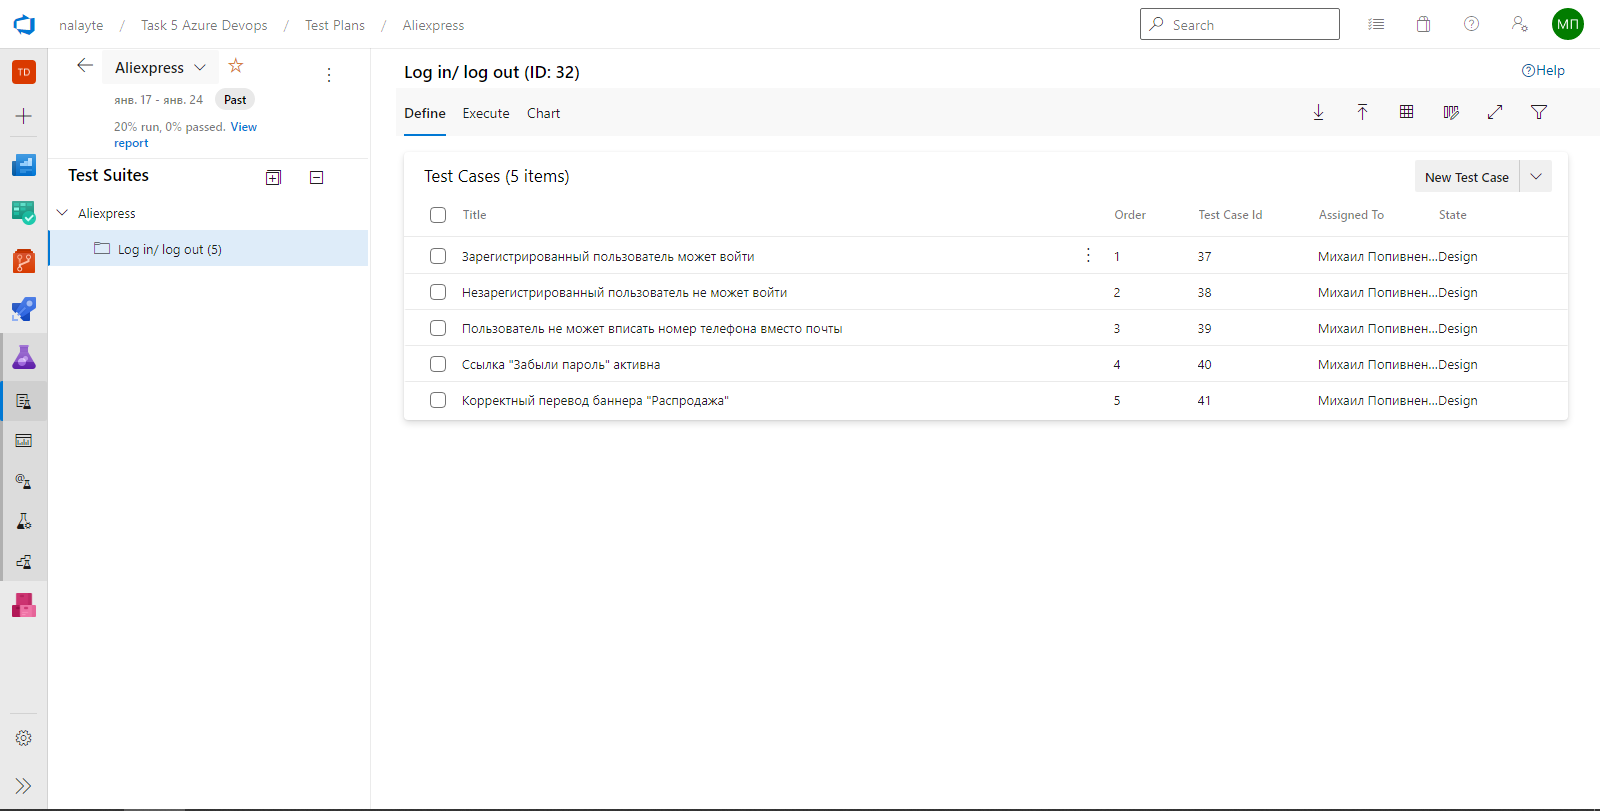 nalayte / Task 5 Azure Devops / Test Plans / Aliexpress
Search
МП
TD
Aliexpress
янв. 17 - янв. 24 Past
20% run, 0% passed. View
report
Test Suites
Aliexpress
Log in/ log out (5)
Log in/ log out (ID: 32)
Help
Define Execute Chart
Test Cases (5 items)
New Test Case
Title Order Test Case Id Assigned To State
Зарегистрированный пользователь может войти 1 37 Михаил Попивнен... Design
Незарегистрированный пользователь не может войти 2 38 Михаил Попивнен... Design
Пользователь не может вписать номер телефона вместо почты 3 39 Михаил Попивнен... Design
Ссылка "Забыли пароль" активна 4 40 Михаил Попивнен... Design
Корректный перевод баннера "Распродажа" 5 41 Михаил Попивнен... Design